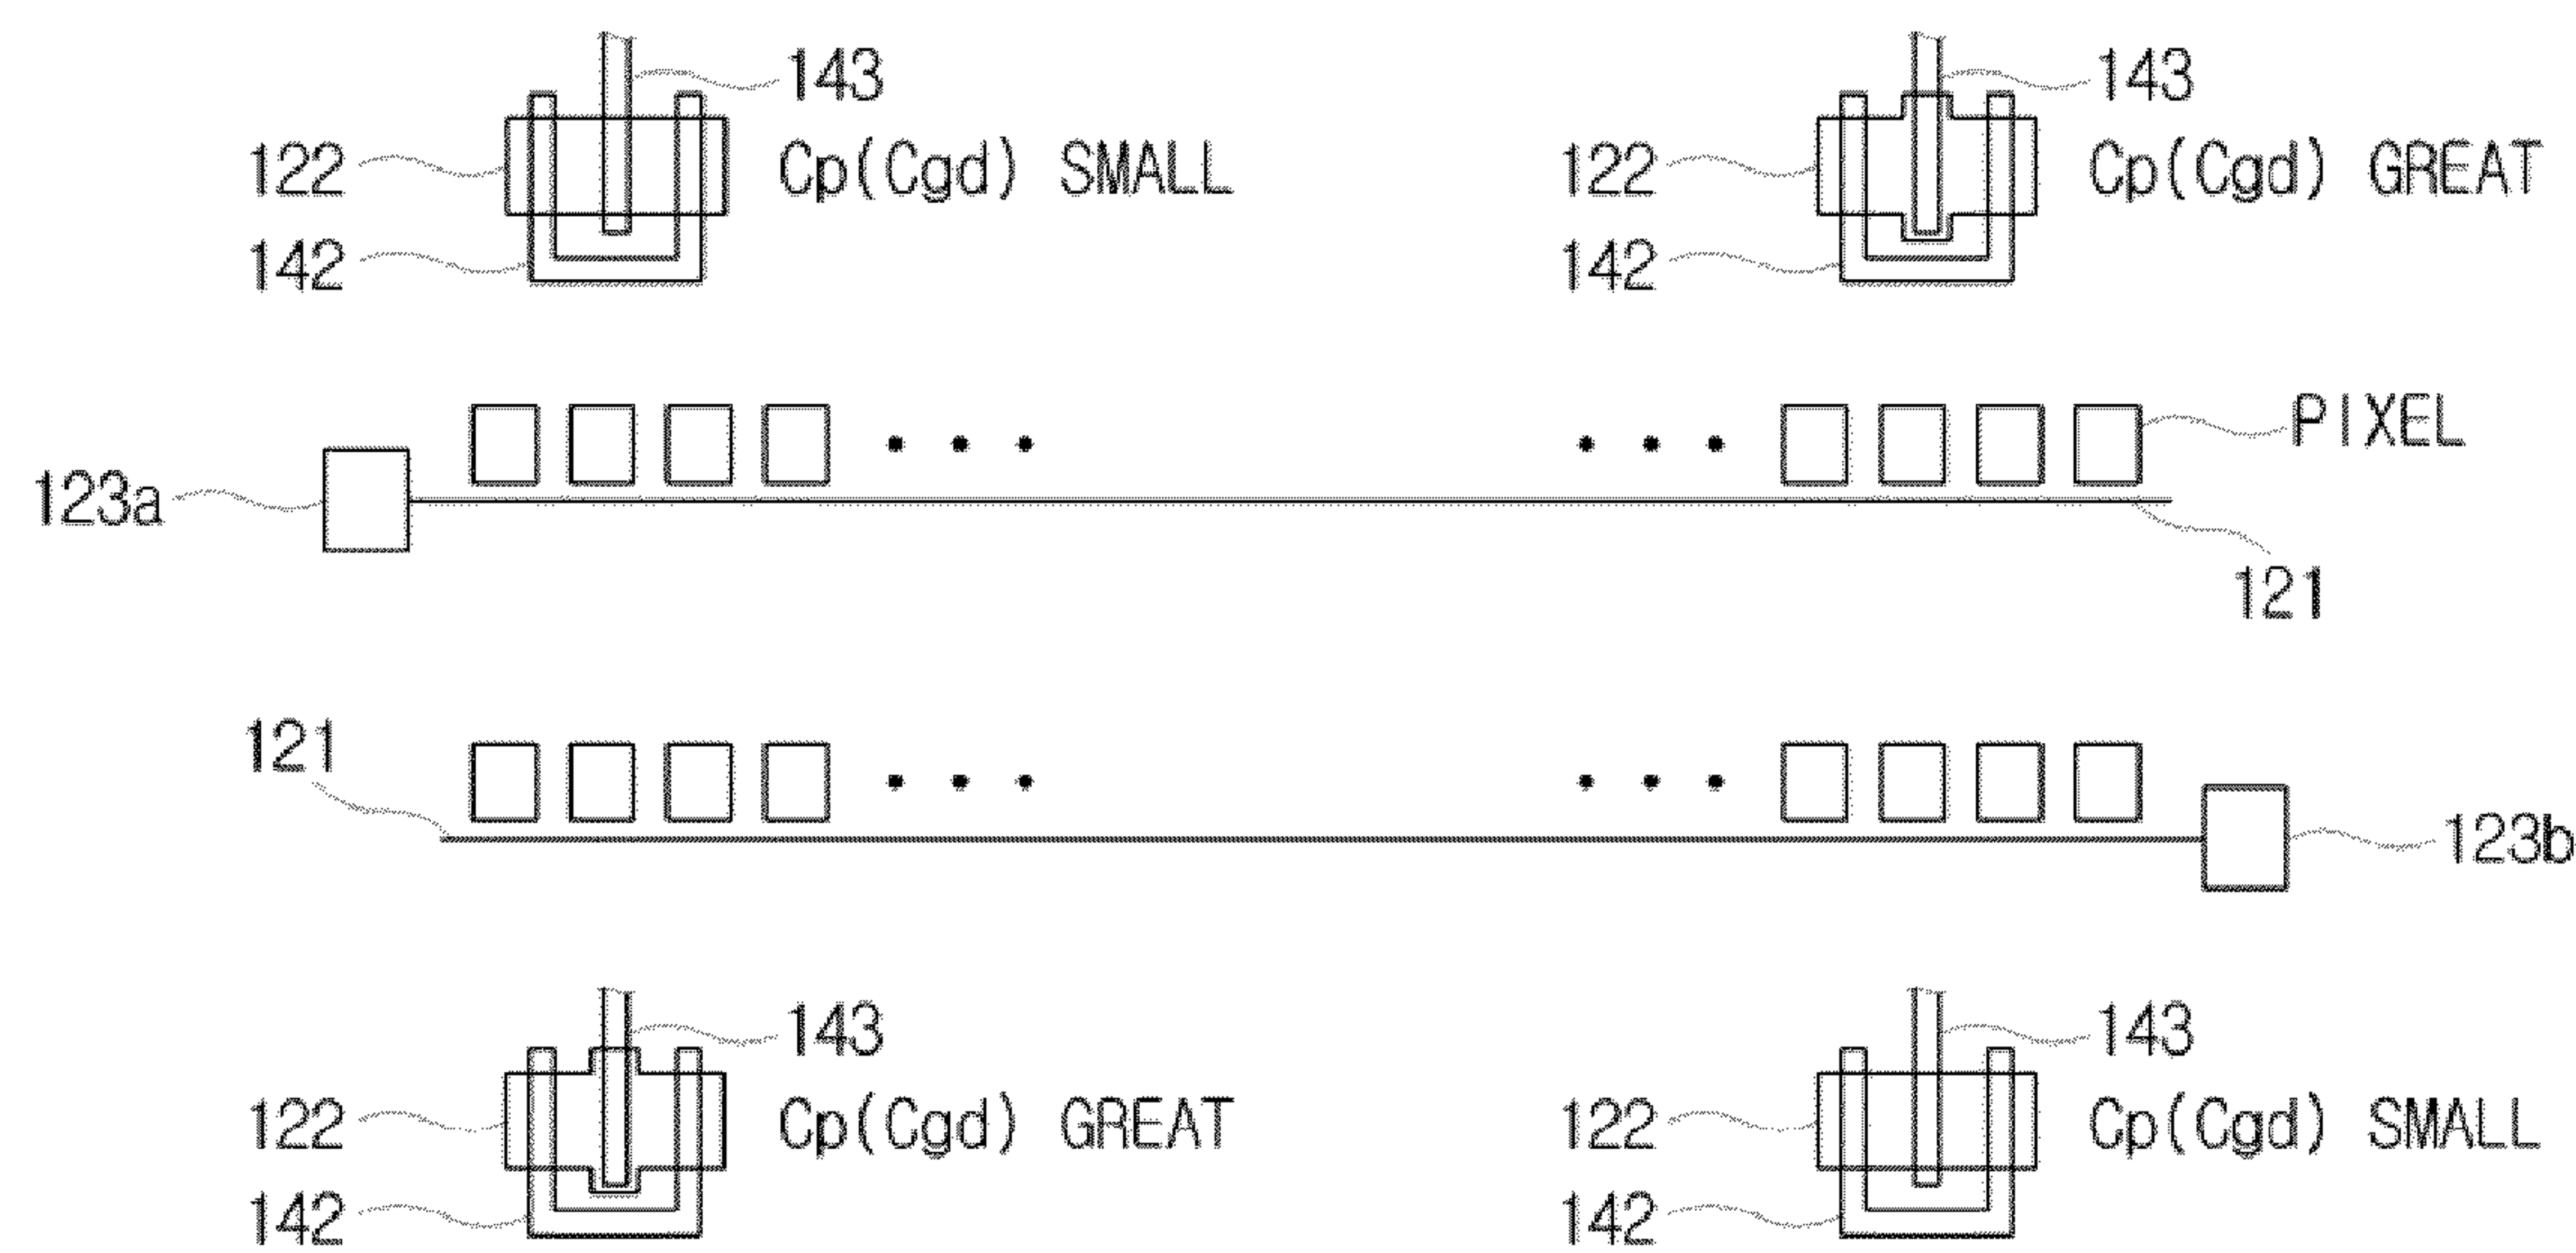 143
143
122
Cp(Cgd) SMALL
122
Cp(Cgd) GREAT
142
142
PIXEL
123a
121
121
123b
143
143
122
Cp(Cgd) GREAT
122
Cp(Cgd) SMALL
142
142